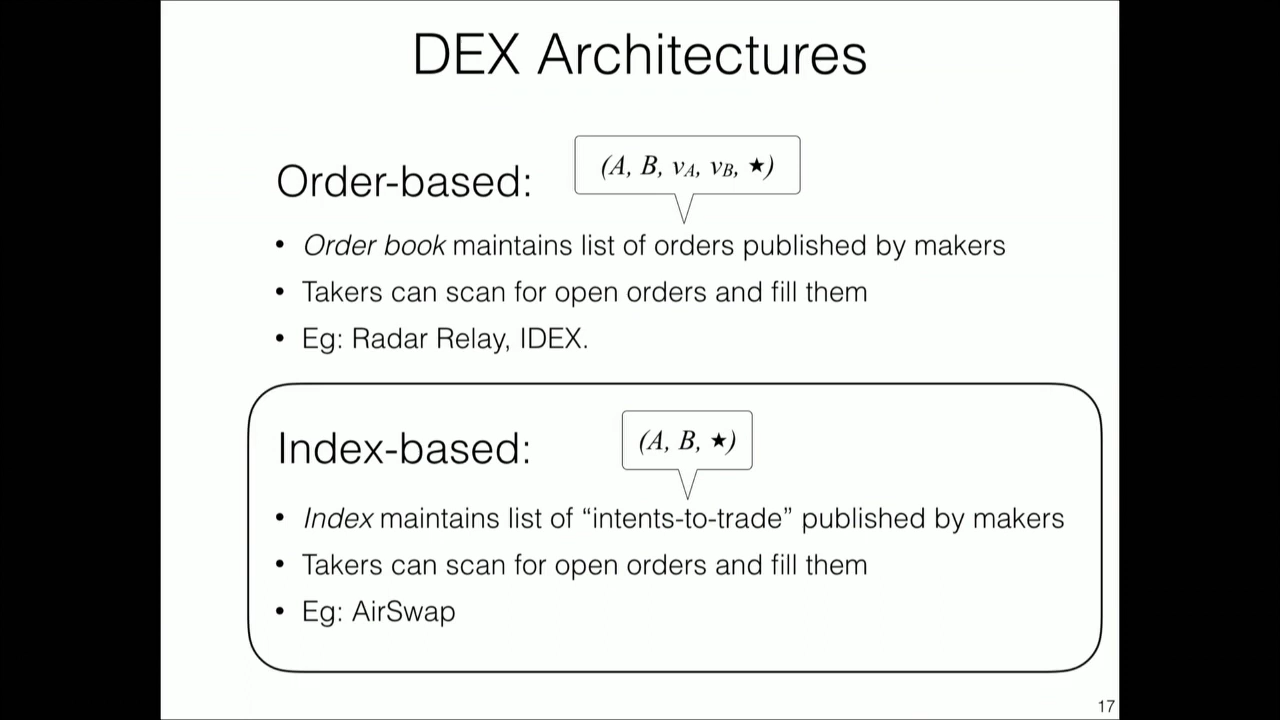 DEX Architectures
(A, B, vA, vB, ★)
Order-based:
• Order book maintains list of orders published by makers
• Takers can scan for open orders and fill them
• Eg: Radar Relay, IDEX.
(A, B, ★)
Index-based:
• Index maintains list of “intents-to-trade” published by makers
• Takers can scan for open orders and fill them
• Eg: AirSwap
17